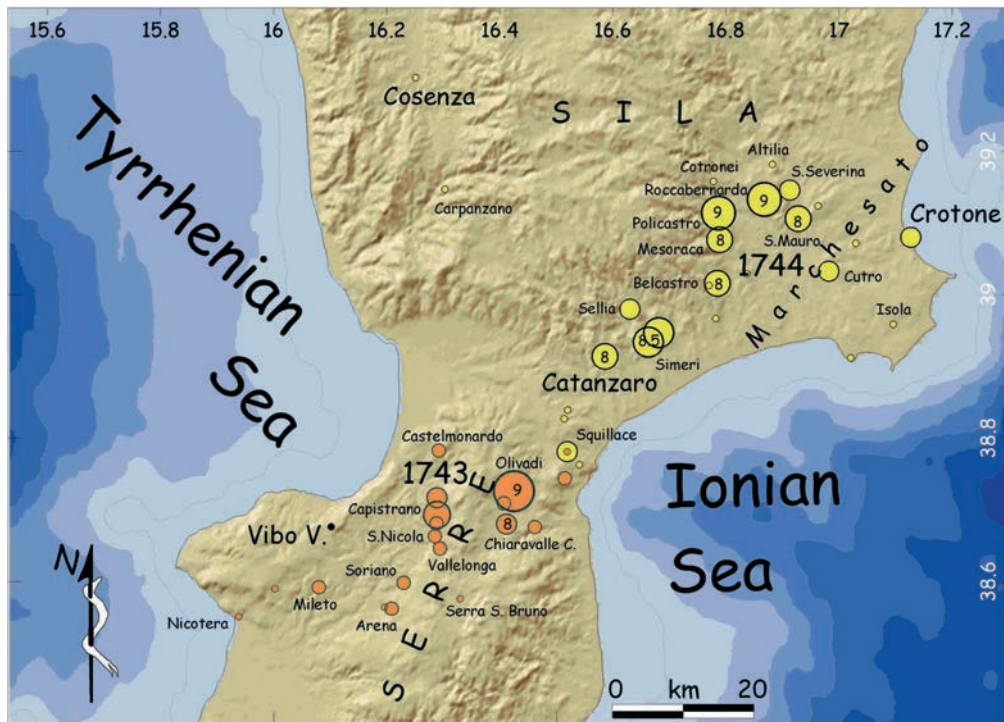 15.6 15.8 16 16.2 16.4 16.6 16.8 17 17.2
Tyrrhenian
Sea
Cosenza
SILA
Altilia
Cotronei
S.Severina
39.2
Roccabernarda
9
9
Carpanzano
Policastro
8
Crotone
Mesoraca
8
S.Mauro
Marchesato
1744
Cutro
Belcastro
8
39
Sellia
Isola
8
5
8
Simeri
Catanzaro
38.8
Castelmonardo
Squillace
1743
Olivadi
9
Ionian
Sea
SERRE
Capistrano
8
Vibo V.
S.Nicola
Chiaravalle C.
Vallelonga
N
Soriano
38.6
Mileto
Serra S. Bruno
Nicotera
Arena
0 km 20